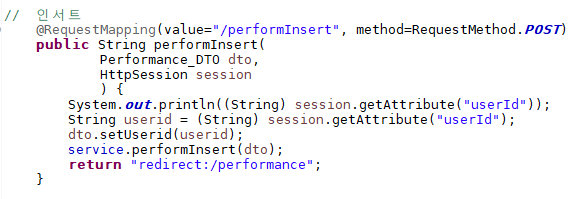 // 인서트
@RequestMapping(value="/performInsert", method=RequestMethod.POST)
public String performInsert(
Performance_DTO dto,
HttpSession session
) {
System.out.println((String) session.getAttribute("userId"));
String userid = (String) session.getAttribute("userId");
dto.setUserid(userid);
service.performInsert(dto);
return "redirect:/performance";
}